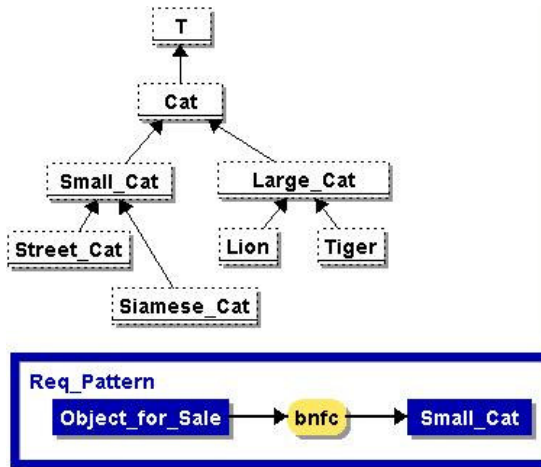 T
Cat
Small_Cat Large_Cat
Street_Cat Lion Tiger
Siamese_Cat
Req_Pattern
Object_for_Sale bnfc Small_Cat